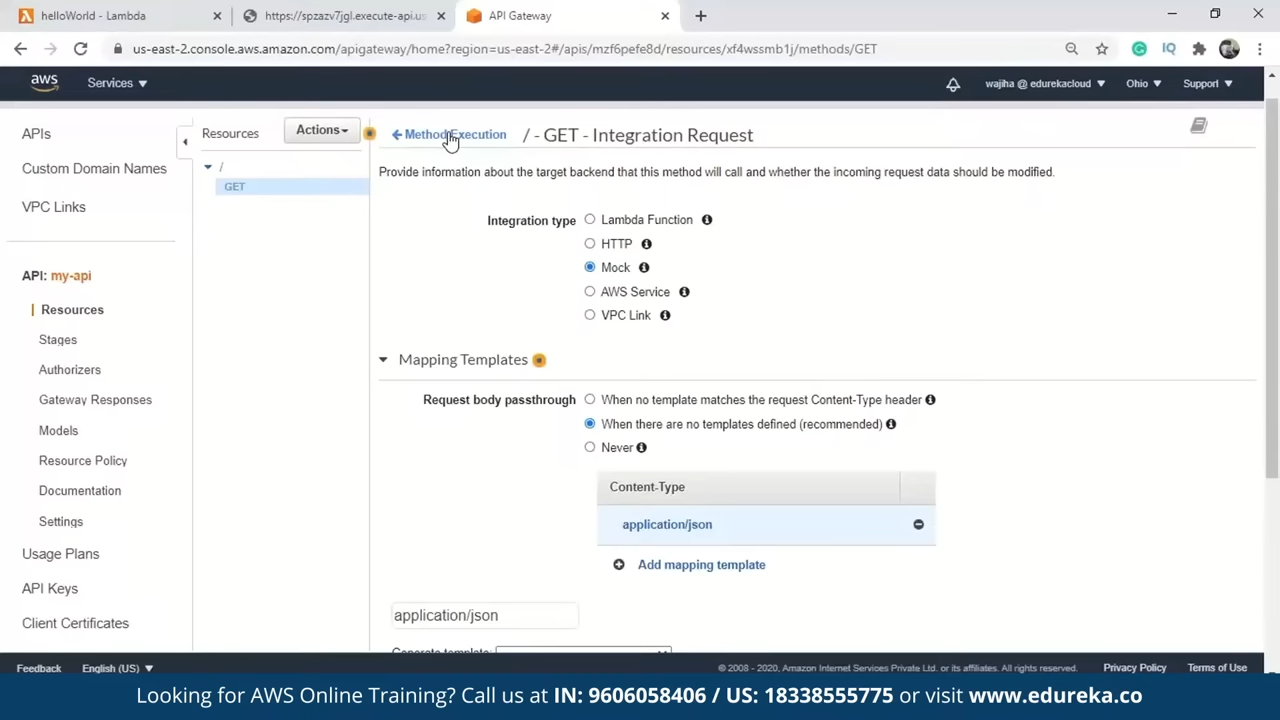 helloWorld - Lambda
https://spzazv7jgl.execute-api.us
API Gateway
us-east-2.console.aws.amazon.com/apigateway/home?region=us-east-2#/apis/mzf6pefe8d/resources/xf4wssmb1j/methods/GET
IQ
aws
Services
wajiha @ edurekacloud
Ohio
Support
APIs
Custom Domain Names
VPC Links
API: my-api
Resources
Stages
Authorizers
Gateway Responses
Models
Resource Policy
Documentation
Settings
Usage Plans
API Keys
Client Certificates
Resources
Actions
/
GET
Method Execution
/ - GET - Integration Request
Provide information about the target backend that this method will call and whether the incoming request data should be modified.
Integration type
Lambda Function
HTTP
Mock
AWS Service
VPC Link
Mapping Templates
Request body passthrough
When no template matches the request Content-Type header
When there are no templates defined (recommended)
Never
Content-Type
application/json
Add mapping template
application/json
Generate template:
Feedback
English (US)
© 2008 - 2020, Amazon Internet Services Private Ltd. or its affiliates. All rights reserved.
Privacy Policy
Terms of Use
Looking for AWS Online Training? Call us at IN: 9606058406 / US: 18338555775 or visit www.edureka.co